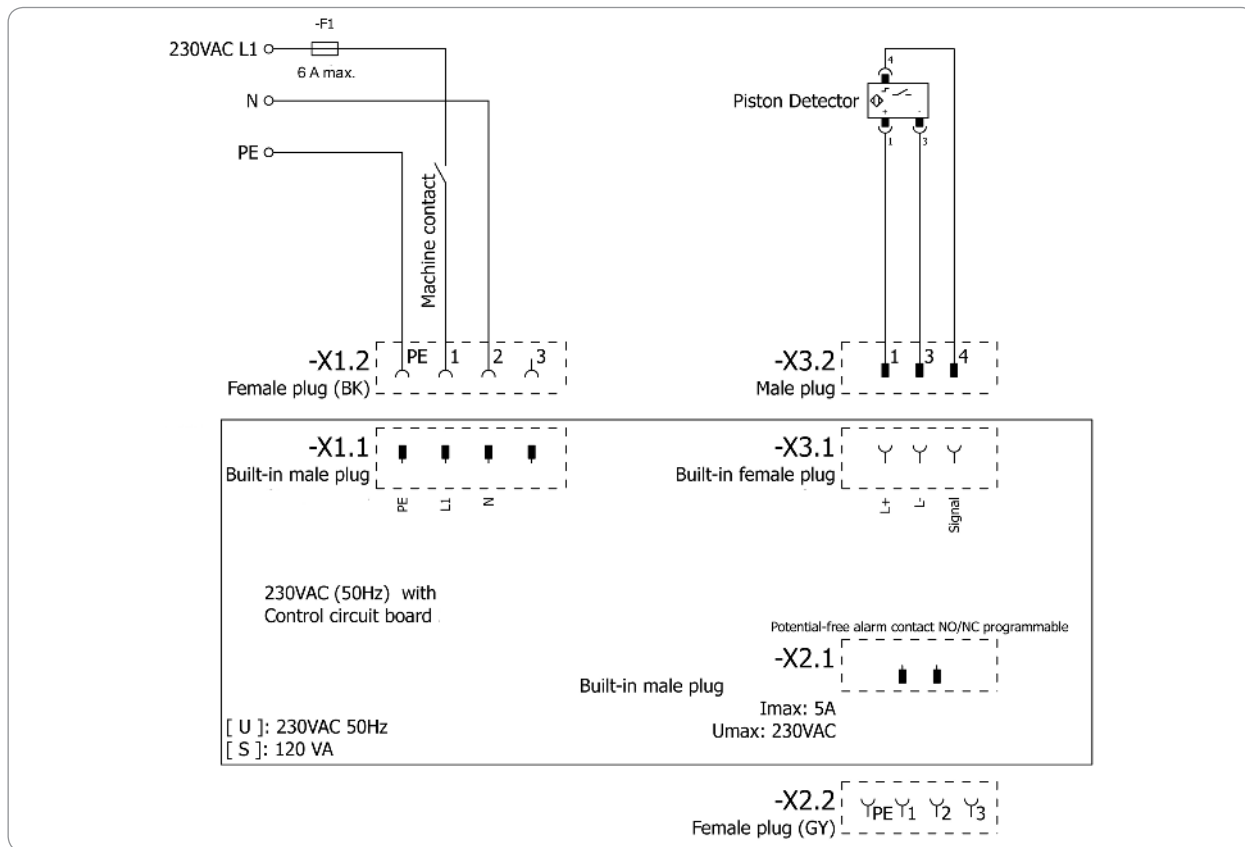 -F1
230VAC L1
6 A max.
N
PE
Machine contact
4
Piston Detector
+ -
1 3
-X1.2 PE 1 2 3
Female plug (BK)
-X3.2 1 3 4
Male plug
-X1.1
Built-in male plug
PE L1 N
-X3.1
Built-in female plug
L+ L- Signal
230VAC (50Hz) with
Control circuit board
Potential-free alarm contact NO/NC programmable
-X2.1
Built-in male plug
Imax: 5A
Umax: 230VAC
[ U ]: 230VAC 50Hz
[ S ]: 120 VA
-X2.2 PE 1 2 3
Female plug (GY)